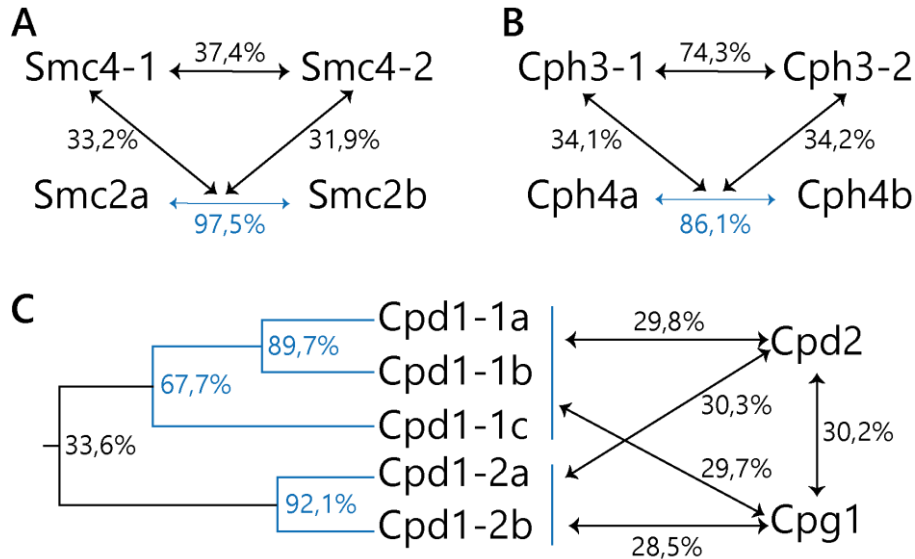 A
Smc4-1 37,4% Smc4-2
33,2% 31,9%
Smc2a 97,5% Smc2b
B
Cph3-1 74,3% Cph3-2
34,1% 34,2%
Cph4a 86,1% Cph4b
C
Cpd1-1a
89,7%
Cpd1-1b
67,7%
Cpd1-1c
33,6%
Cpd1-2a
92,1%
Cpd1-2b
29,8%
Cpd2
30,3%
30,2%
29,7%
Cpg1
28,5%